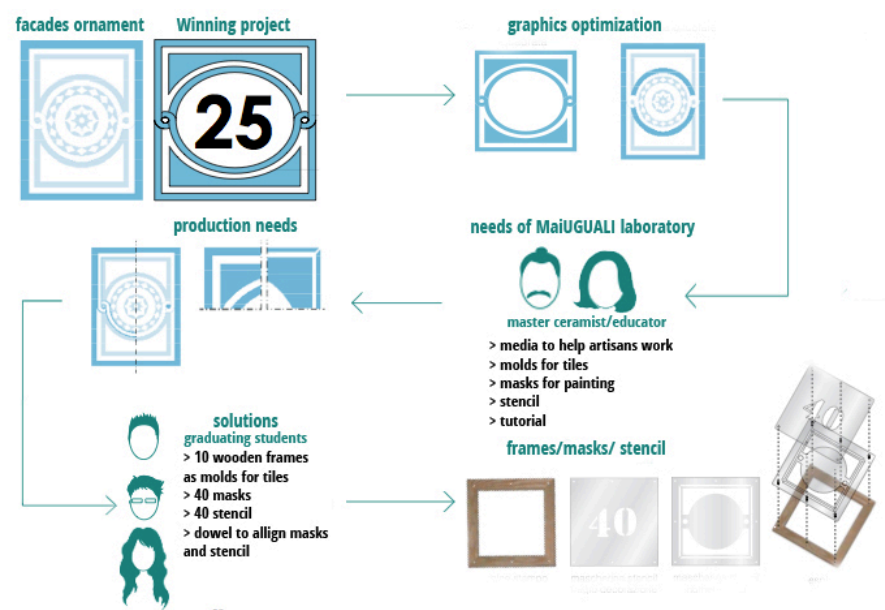 facades ornament
Winning project
25
graphics optimization
production needs
needs of MaiUGUALI laboratory
master ceramist/educator
> media to help artisans work
> molds for tiles
> masks for painting
> stencil
> tutorial
solutions
graduating students
> 10 wooden frames
as molds for tiles
> 40 masks
> 40 stencil
> dowel to allign masks
and stencil
frames/masks/ stencil
40
40